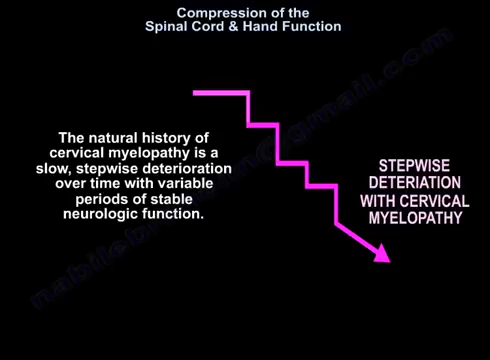 Compression of the
Spinal Cord & Hand Function
The natural history of
cervical myelopathy is a
slow, stepwise deterioration
over time with variable
periods of stable
neurologic function.
STEPWISE
DETERIATION
WITH CERVICAL
MYELOPATHY